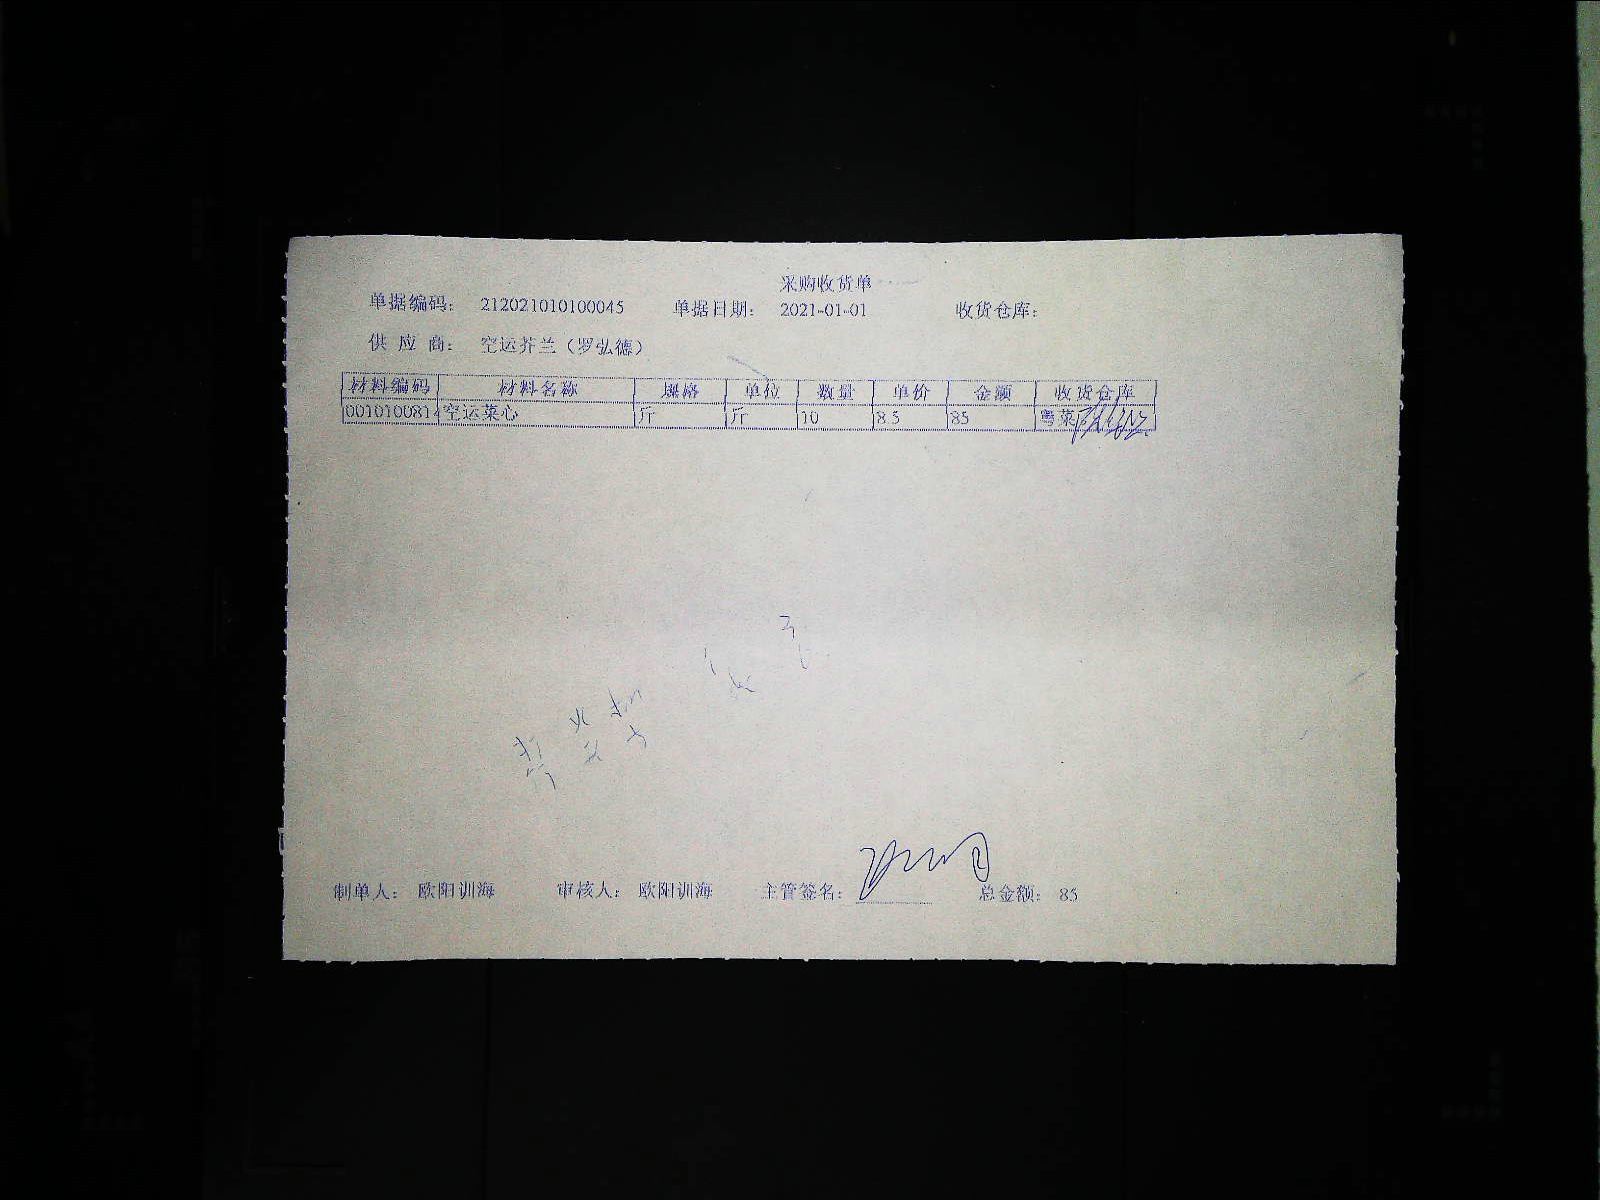 采购收货单
单据编码: 212021010100045 单据日期: 2021-01-01 收货仓库:
供 应 商: 空运芥兰（罗弘德）
材料编码 材料名称 规格 单位 数量 单价 金额 收货仓库
0010100814 空运菜心 斤 斤 10 8.5 85 粤菜
制单人: 欧阳训海 审核人: 欧阳训海 主管签名: 总金额: 85